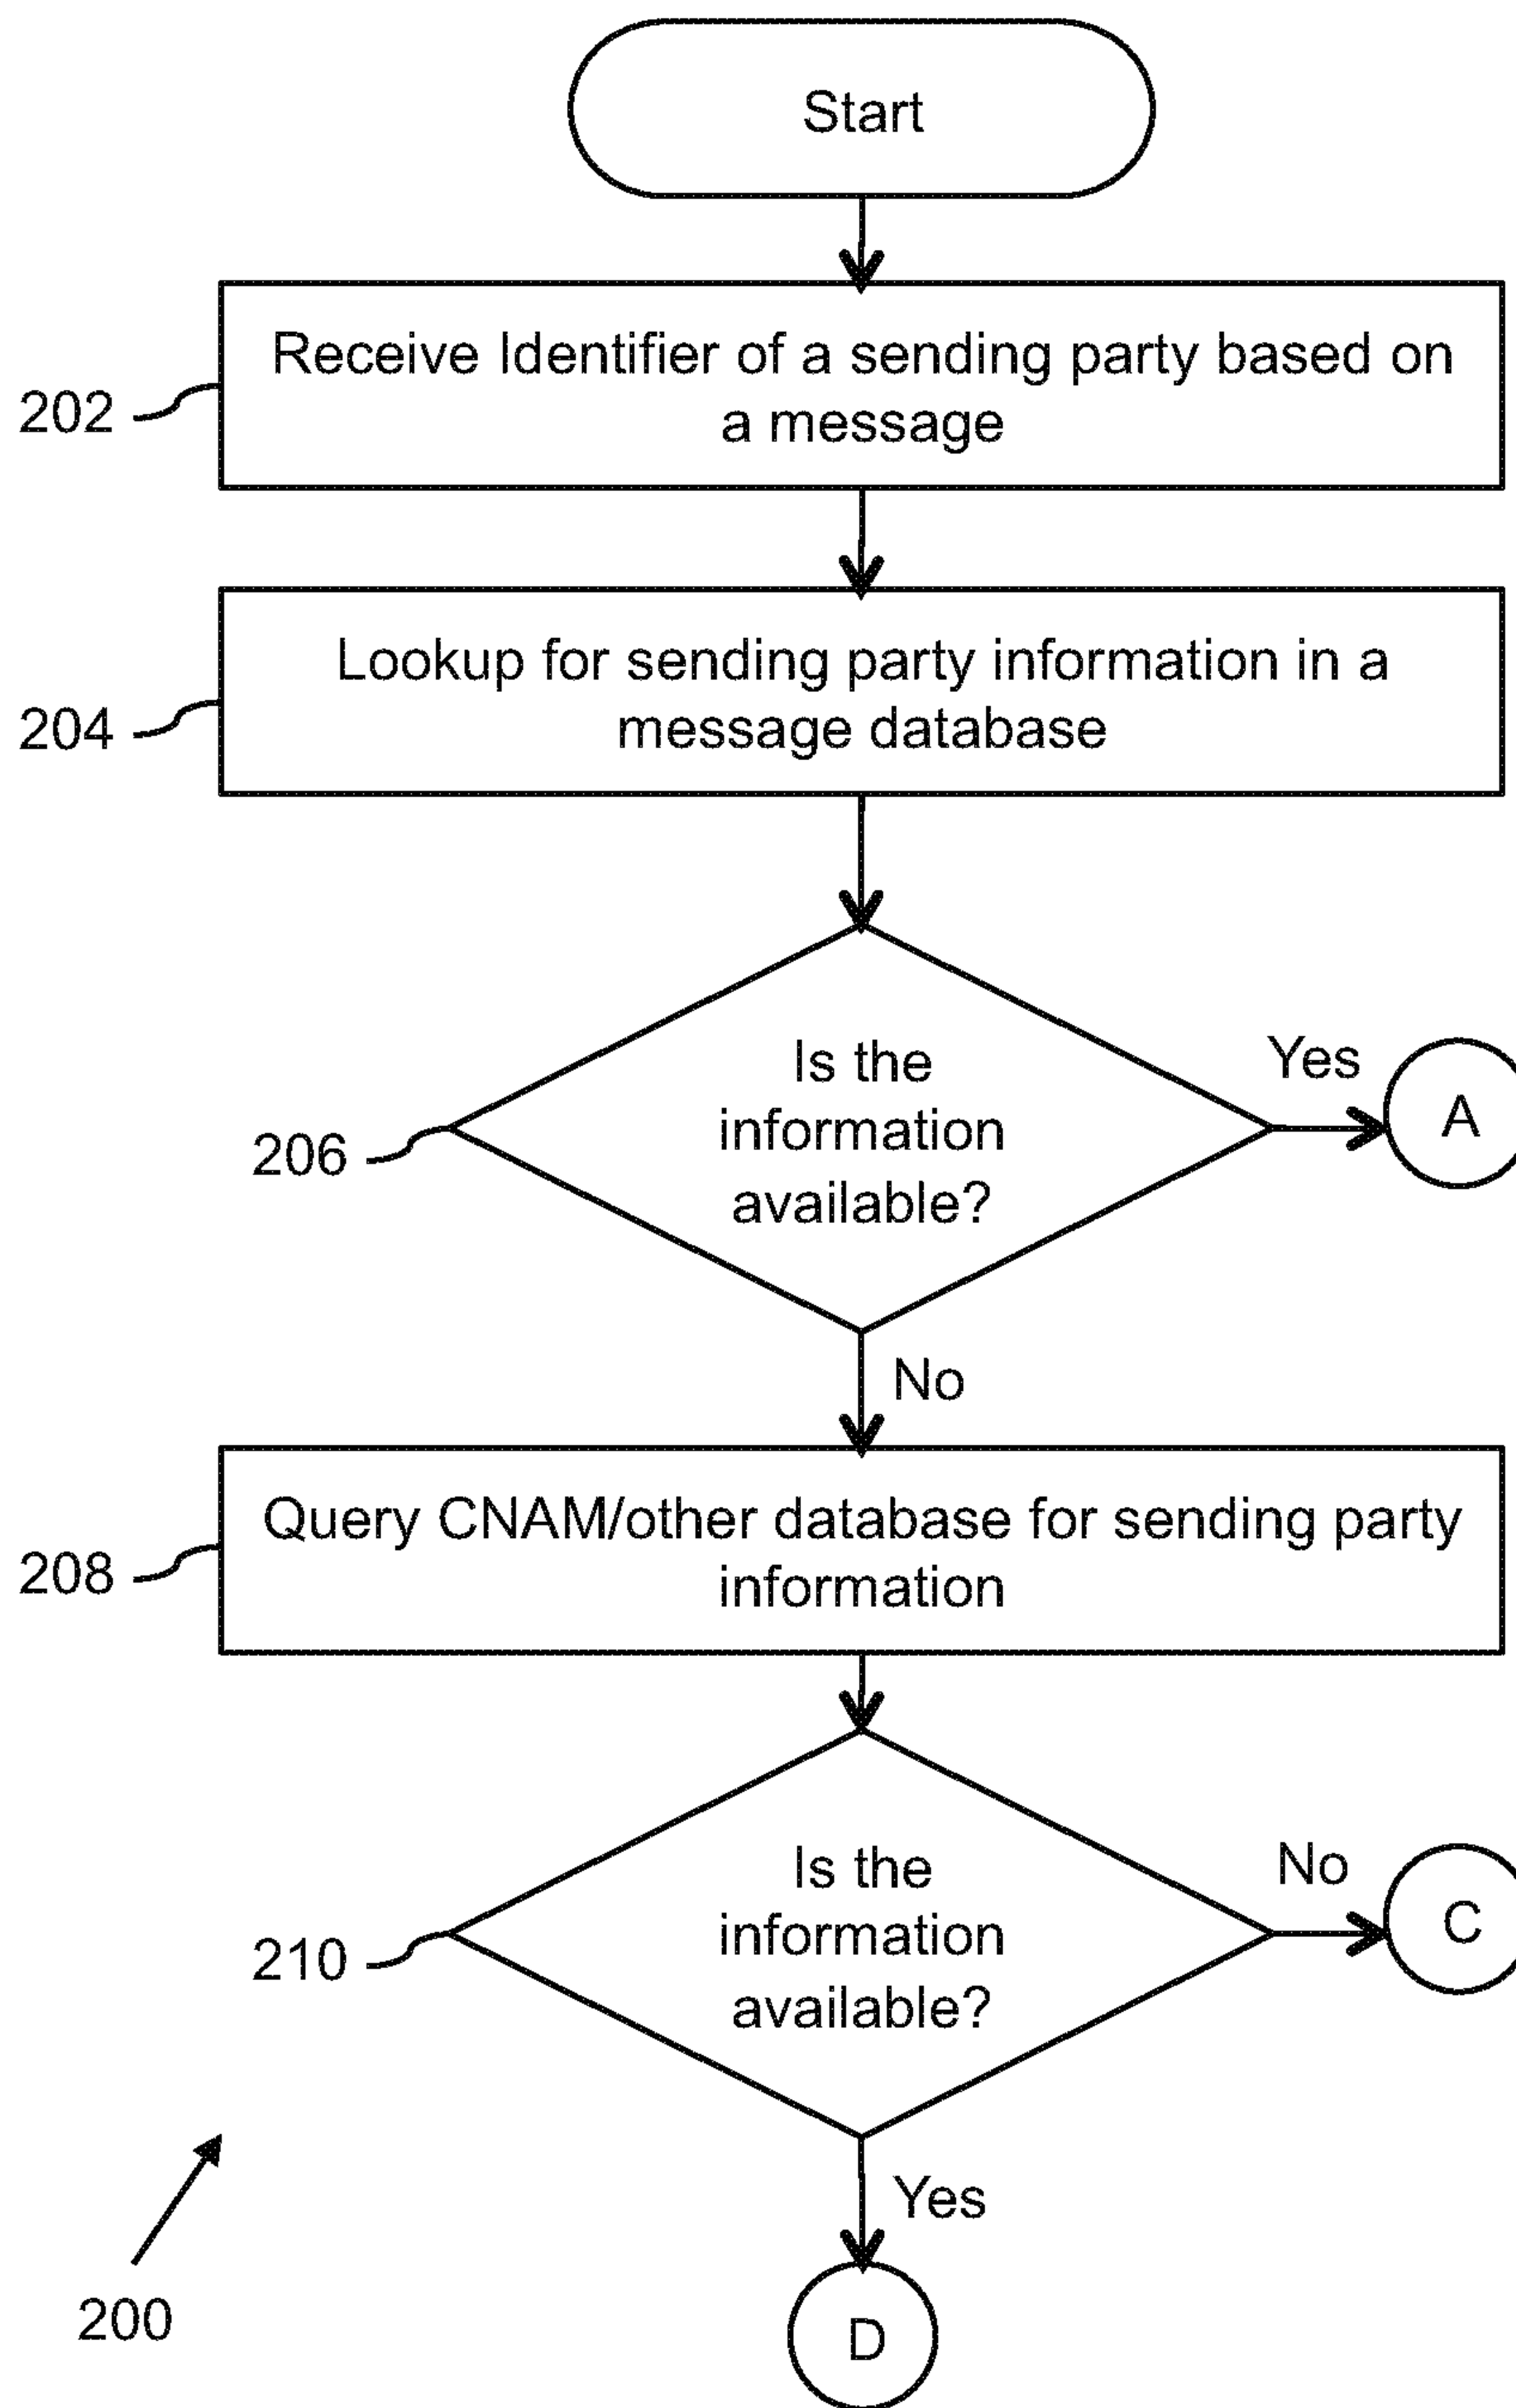 Start
Receive Identifier of a sending party based on
a message
202
Lookup for sending party information in a
message database
204
Is the
information
available?
Yes
A
206
No
Query CNAM/other database for sending party
information
208
Is the
information
available?
No
C
210
Yes
D
200